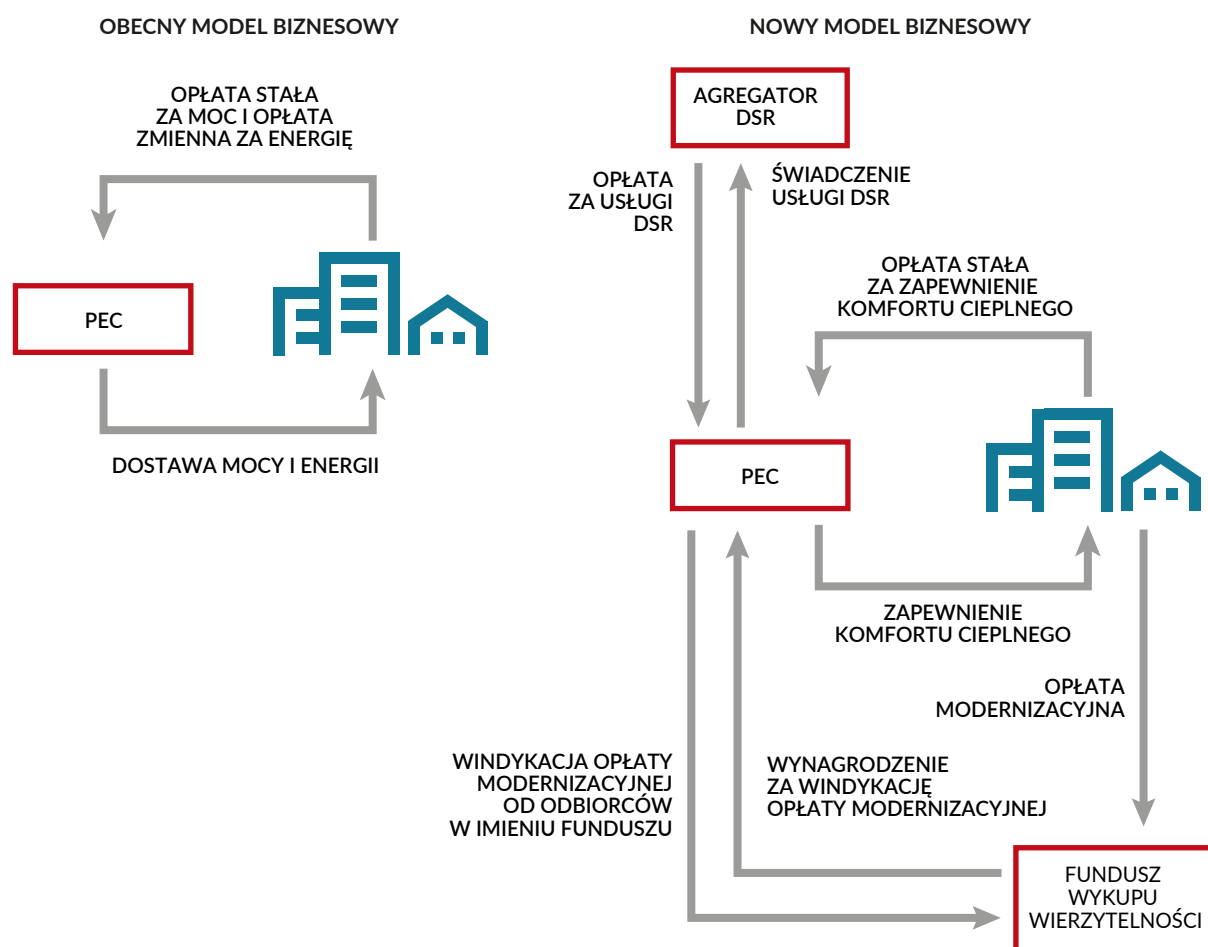 OBECNY MODEL BIZNESOWY
OPŁATA STAŁA
ZA MOC I OPŁATA
ZMIENNA ZA ENERGIĘ
PEC
DOSTAWA MOCY I ENERGII
NOWY MODEL BIZNESOWY
AGREGATOR
DSR
OPŁATA
ZA USŁUGI
DSR
ŚWIADCZENIE
USŁUGI DSR
OPŁATA STAŁA
ZA ZAPEWNIENIE
KOMFORTU CIEPLNEGO
PEC
ZAPEWNIENIE
KOMFORTU CIEPLNEGO
OPŁATA
MODERNIZACYJNA
WINDYKACJA OPŁATY
MODERNIZACYJNEJ
OD ODBIORCÓW
W IMIENIU FUNDUSZU
WYNAGRODZENIE
ZA WINDYKACJĘ
OPŁATY MODERNIZACYJNEJ
FUNDUSZ
WYKUPU
WIERZYTELNOŚCI